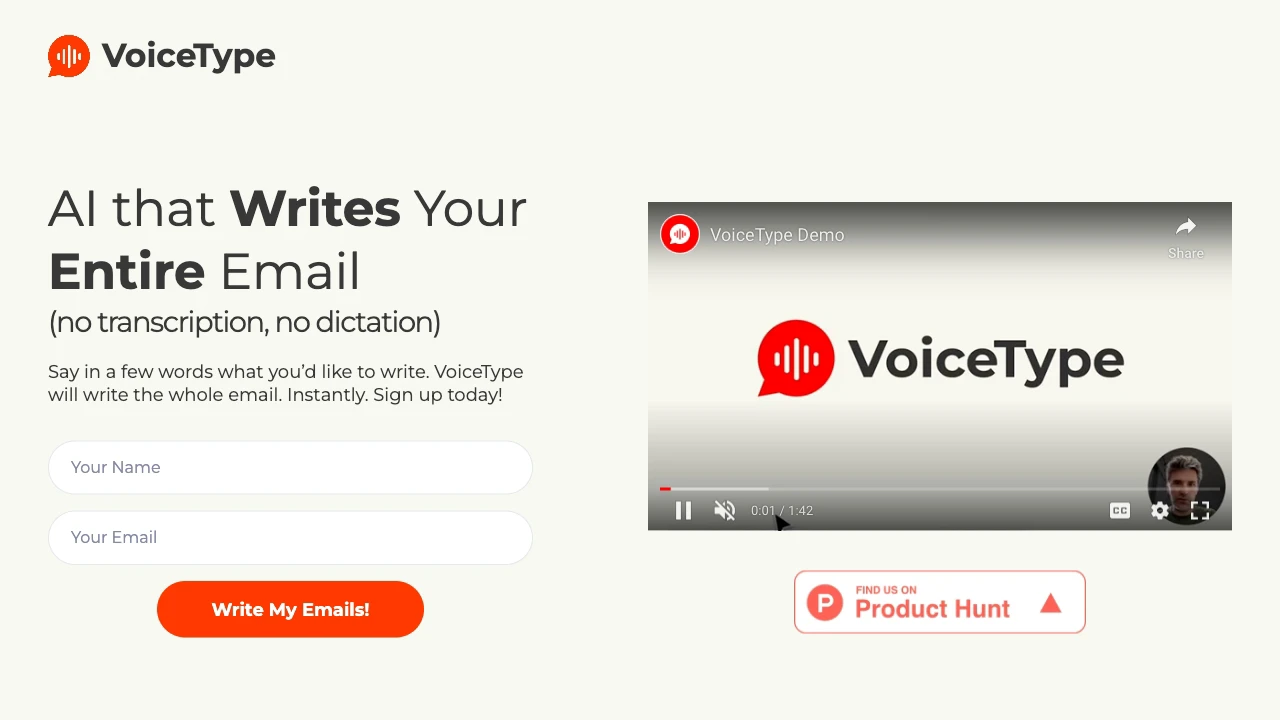 VoiceType
AI that Writes Your
Entire Email
(no transcription, no dictation)
Say in a few words what you’d like to write. VoiceType
will write the whole email. Instantly. Sign up today!
Your Name
Your Email
Write My Emails!
VoiceType Demo
Share
VoiceType
0:01 / 1:42
CC
P
FIND US ON
Product Hunt